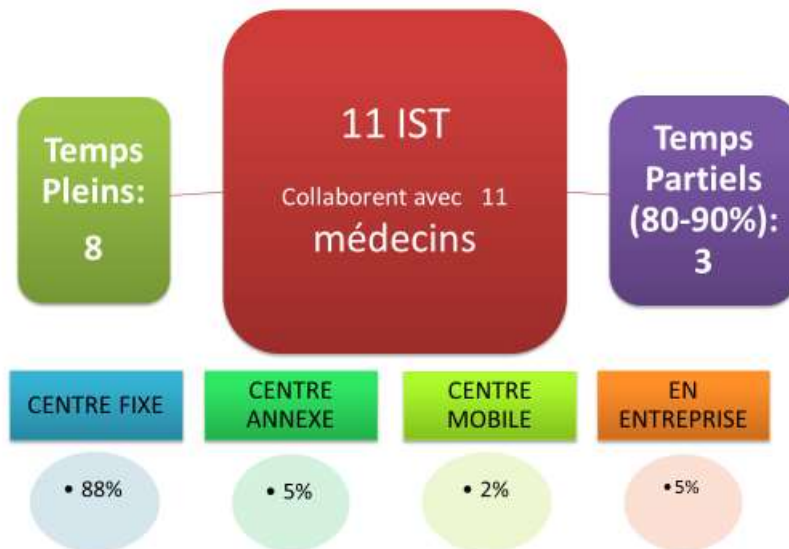 Temps
Pleins:
8
11 IST
Collaborent avec 11
médecins
Temps
Partiels
(80-90%):
3
CENTRE FIXE
CENTRE
ANNEXE
CENTRE
MOBILE
EN
ENTREPRISE
• 88%
• 5%
• 2%
• 5%